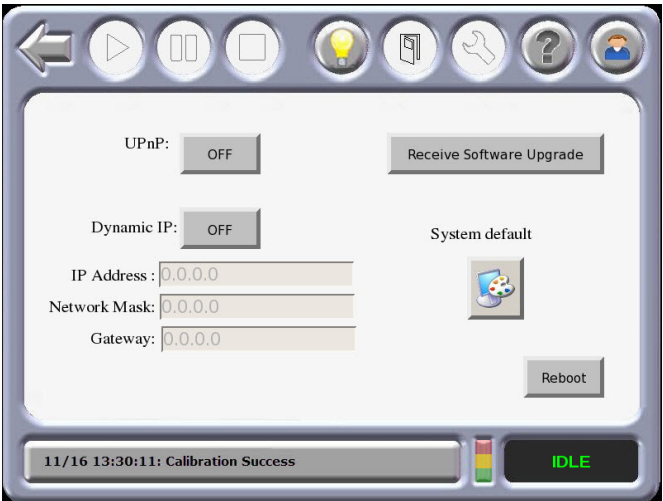 UPnP:
OFF
Receive Software Upgrade
Dynamic IP:
OFF
System default
IP Address : 0.0.0.0
Network Mask: 0.0.0.0
Gateway: 0.0.0.0
Reboot
11/16 13:30:11: Calibration Success
IDLE